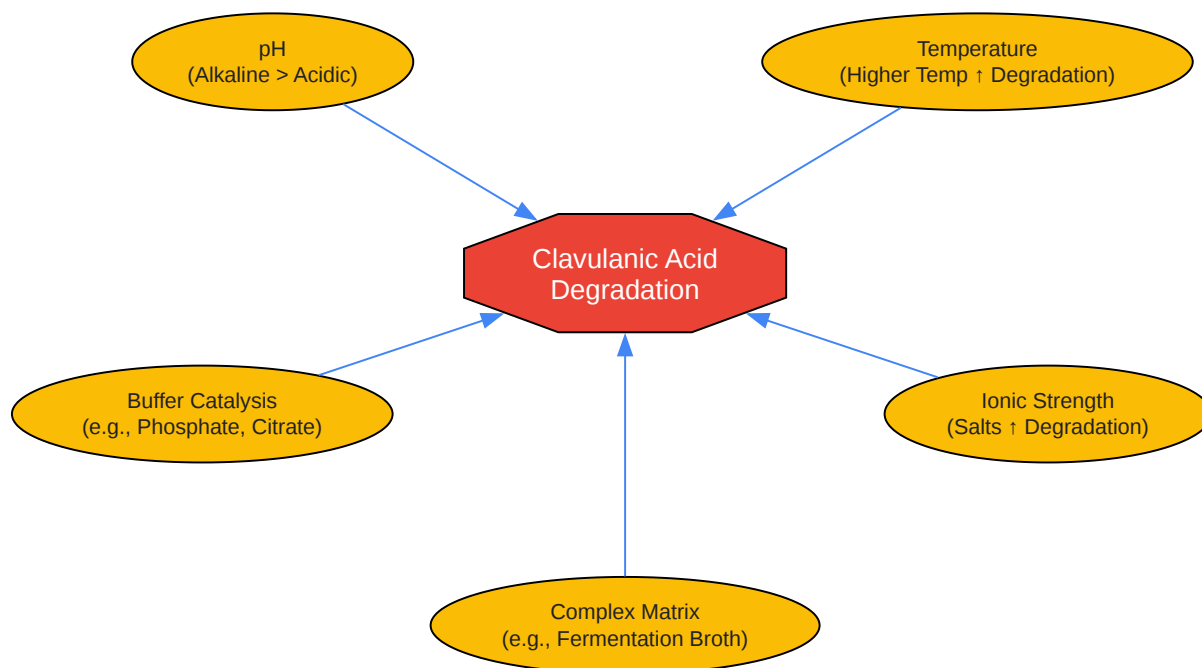 pH
(Alkaline > Acidic)
Temperature
(Higher Temp ↑ Degradation)
Clavulanic Acid
Degradation
Buffer Catalysis
(e.g., Phosphate, Citrate)
Ionic Strength
(Salts ↑ Degradation)
Complex Matrix
(e.g., Fermentation Broth)